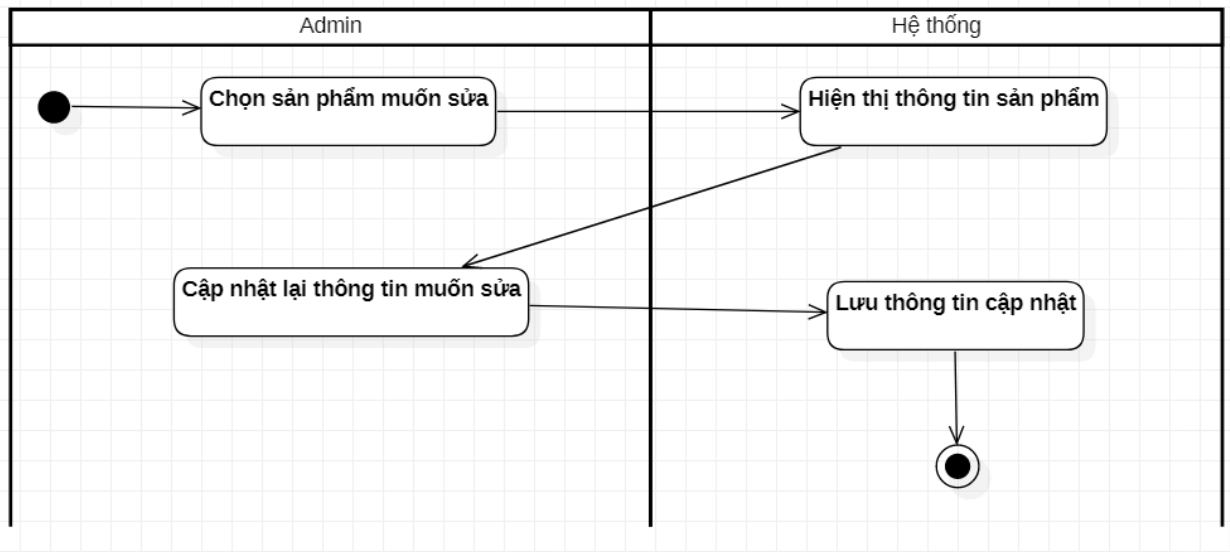 Admin
Hệ thống
Chọn sản phẩm muốn sửa
Hiện thị thông tin sản phẩm
Cập nhật lại thông tin muốn sửa
Lưu thông tin cập nhật